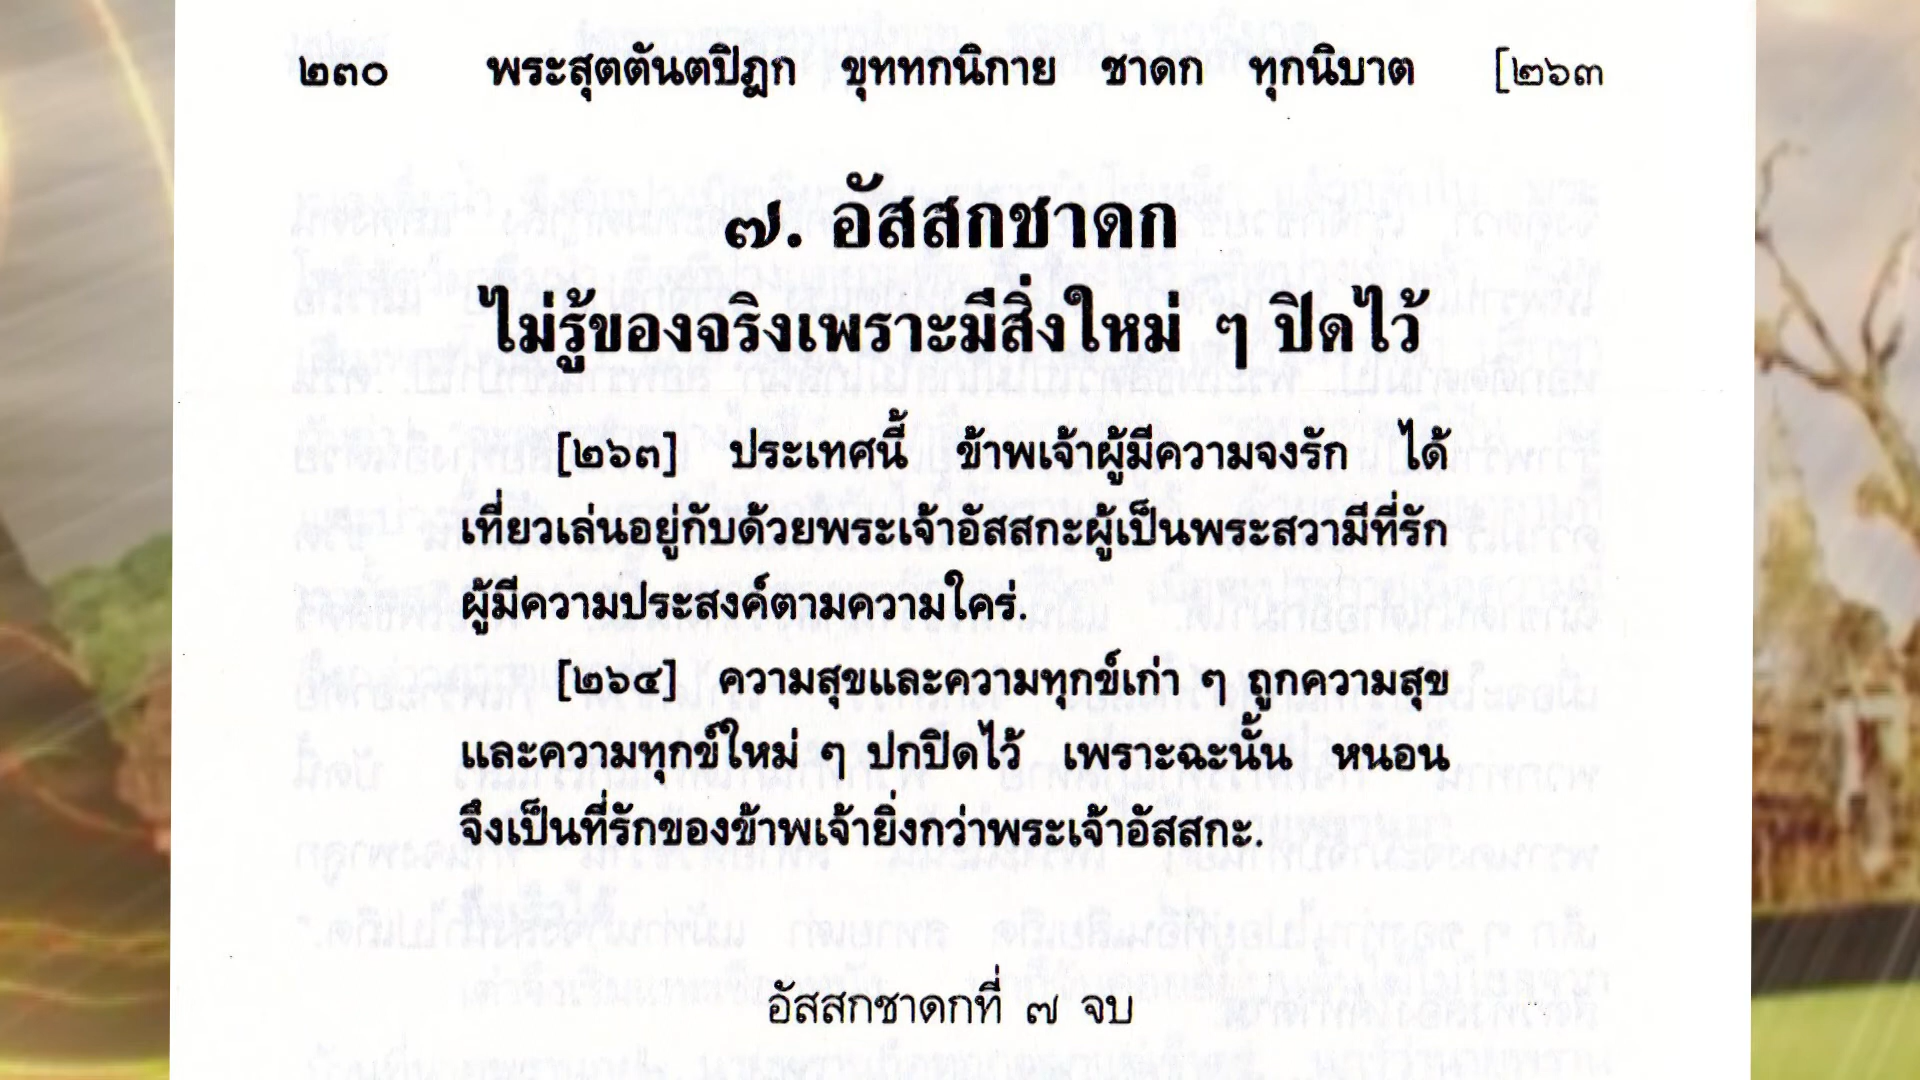 ๒๓๐ พระสุตตันตปิฎก ขุททกนิกาย ชาดก ทุกนิบาต [๒๖๓
๗. อัสสกชาดก
ไม่รู้ของจริงเพราะมีสิ่งใหม่ ๆ ปิดไว้
[๒๖๓] ประเทศนี้ ข้าพเจ้าผู้มีความจงรัก ได้
เที่ยวเล่นอยู่กับด้วยพระเจ้าอัสสกะผู้เป็นพระสวามีที่รัก
ผู้มีความประสงค์ตามความใคร่.
[๒๖๔] ความสุขและความทุกข์เก่า ๆ ถูกความสุข
และความทุกข์ใหม่ ๆ ปกปิดไว้ เพราะฉะนั้น หนอน
จึงเป็นที่รักของข้าพเจ้ายิ่งกว่าพระเจ้าอัสสกะ.
อัสสกชาดกที่ ๗ จบ